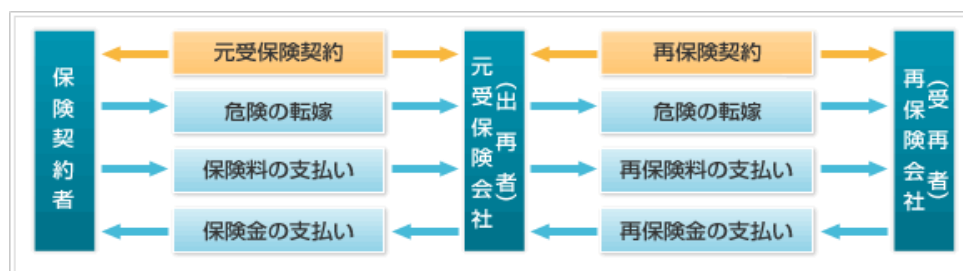 保険契約者
元受保険契約
危険の転嫁
保険料の支払い
保険金の支払い
元受保険会社
(出再者)
再保険契約
危険の転嫁
再保険料の支払い
再保険金の支払い
再保険会社
(受再者)